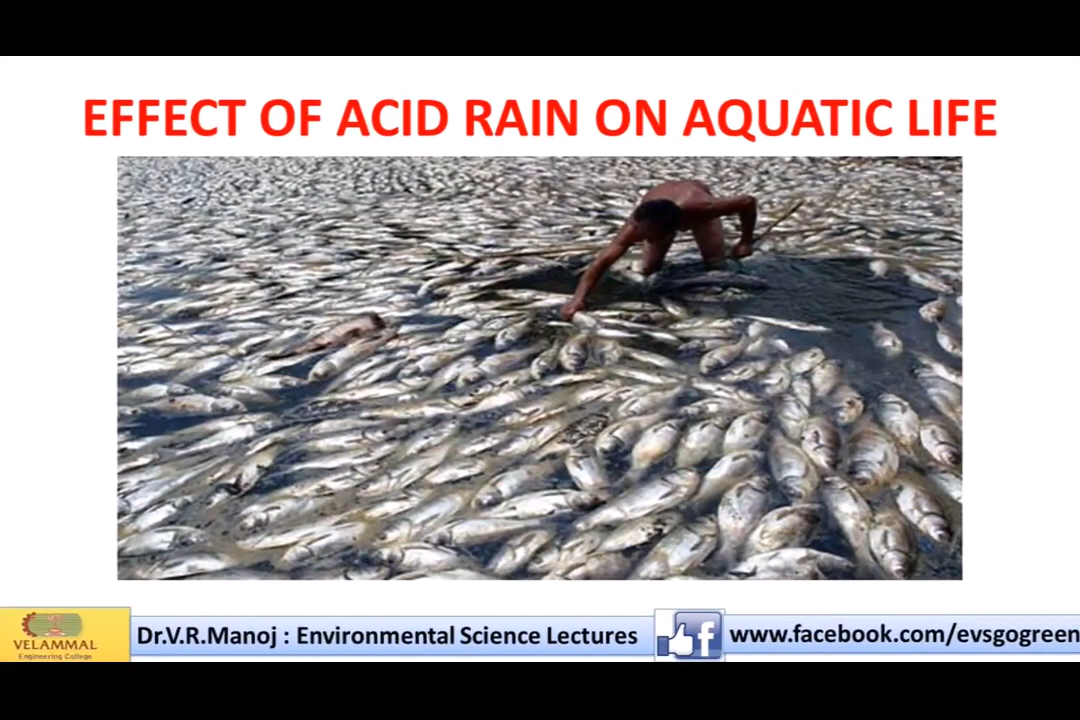 EFFECT OF ACID RAIN ON AQUATIC LIFE
VELAMMAL
Engineering College
Dr.V.R.Manoj : Environmental Science Lectures
f
www.facebook.com/evsgogreen